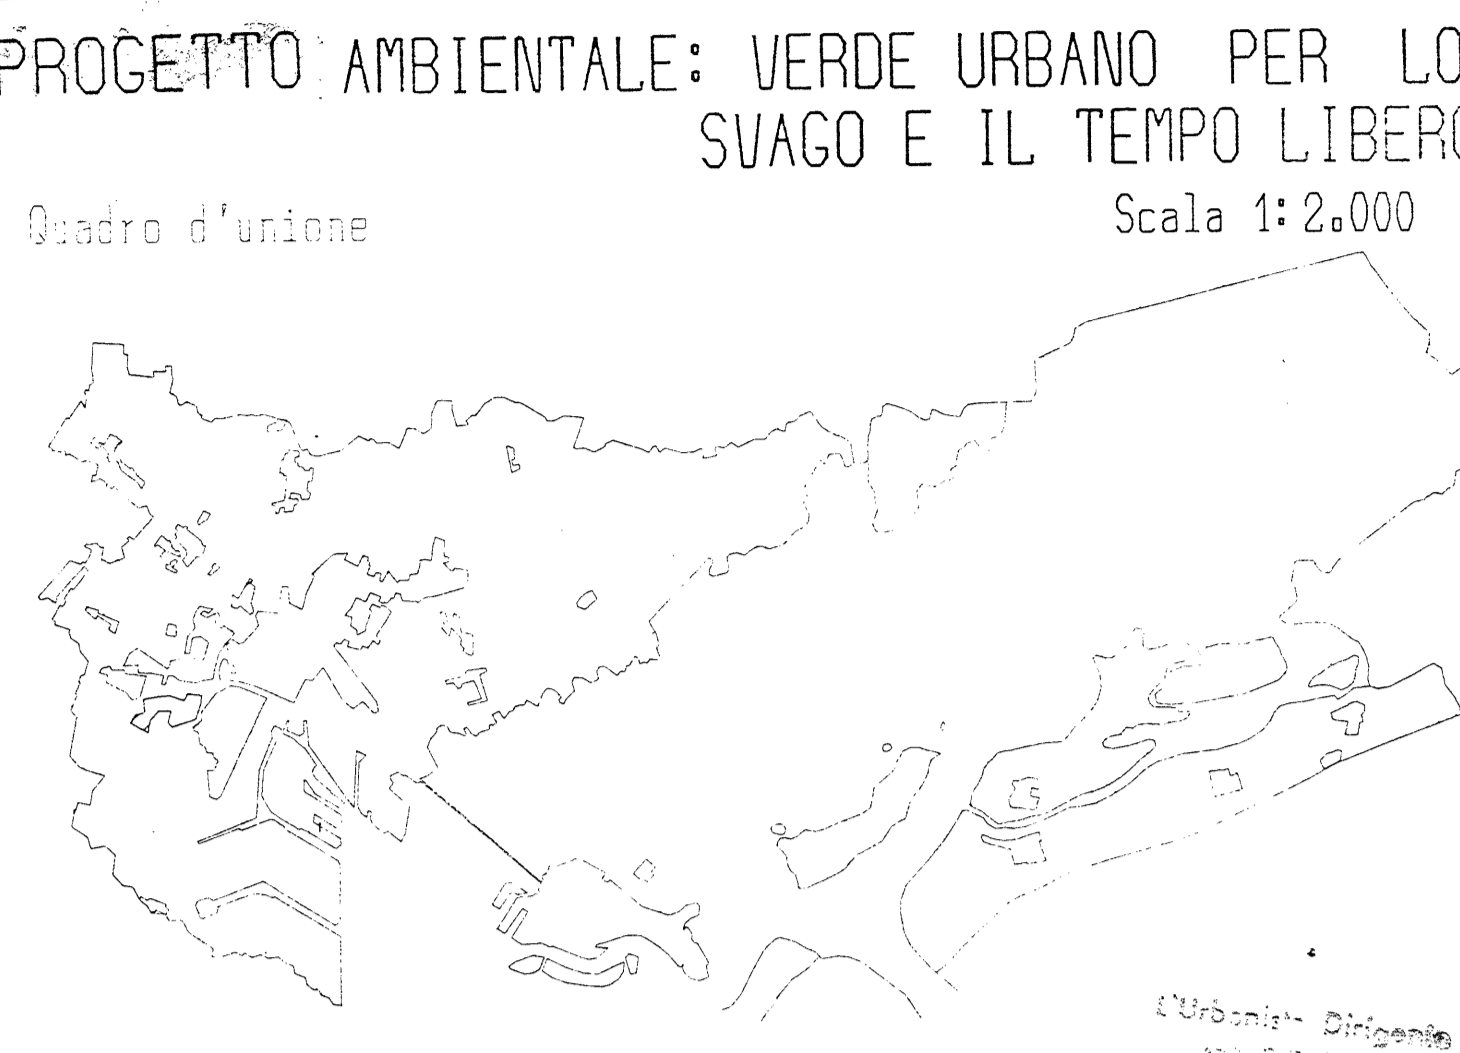 PROGETTO AMBIENTALE: VERDE URBANO PER LO
SVAGO E IL TEMPO LIBERO
Quadro d'unione
Scala 1:2.000
Dirigente